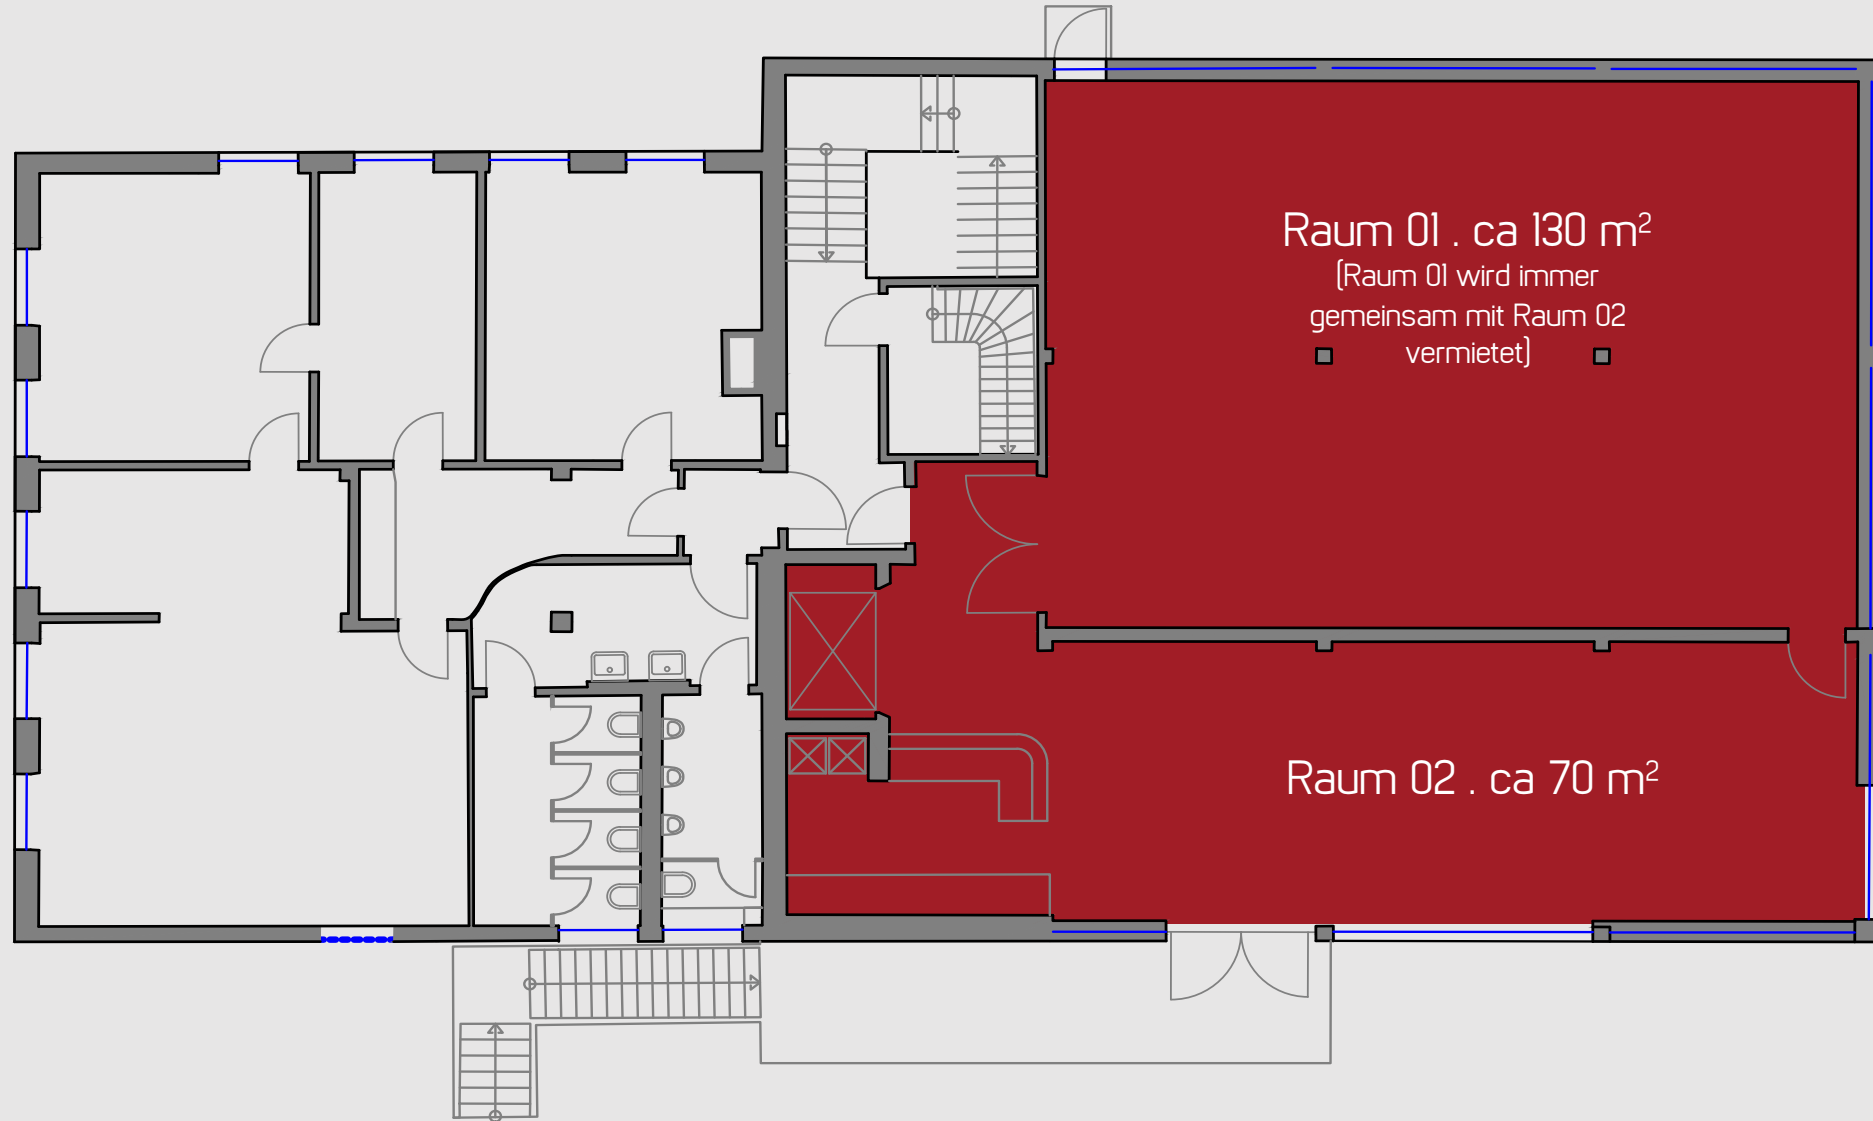 Raum 01 . ca 130 m²
(Raum 01 wird immer
gemeinsam mit Raum 02
vermietet)
Raum 02 . ca 70 m²